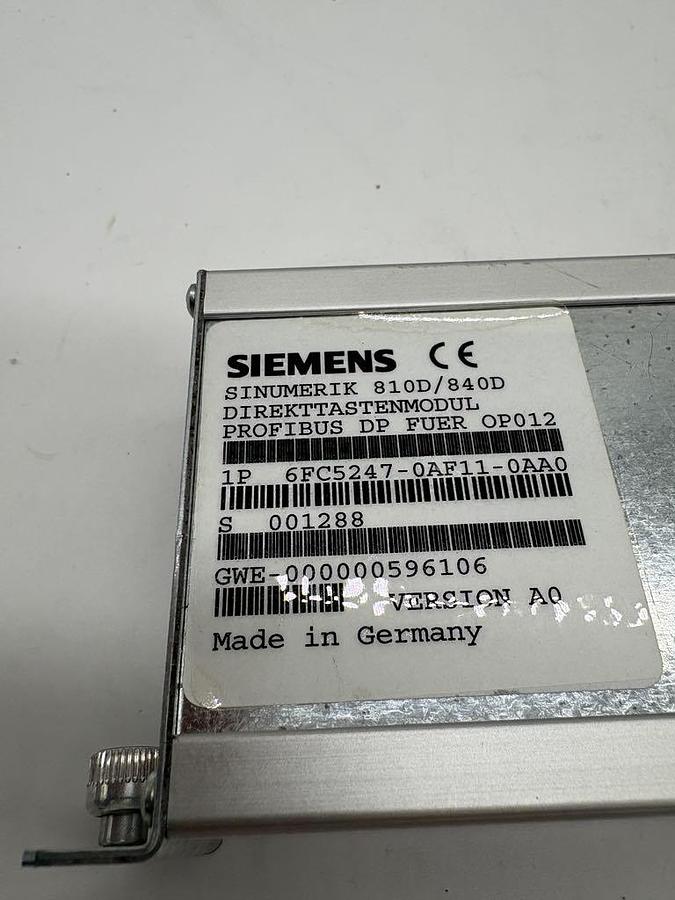 SIEMENS CE
SINUMERIK 810D/840D
DIREKTTASTENMODUL
PROFIBUS DP FUER OP012
1P 6FC5247-0AF11-0AA0
S 001288
GWE-000000596106
VERSION A0
Made in Germany